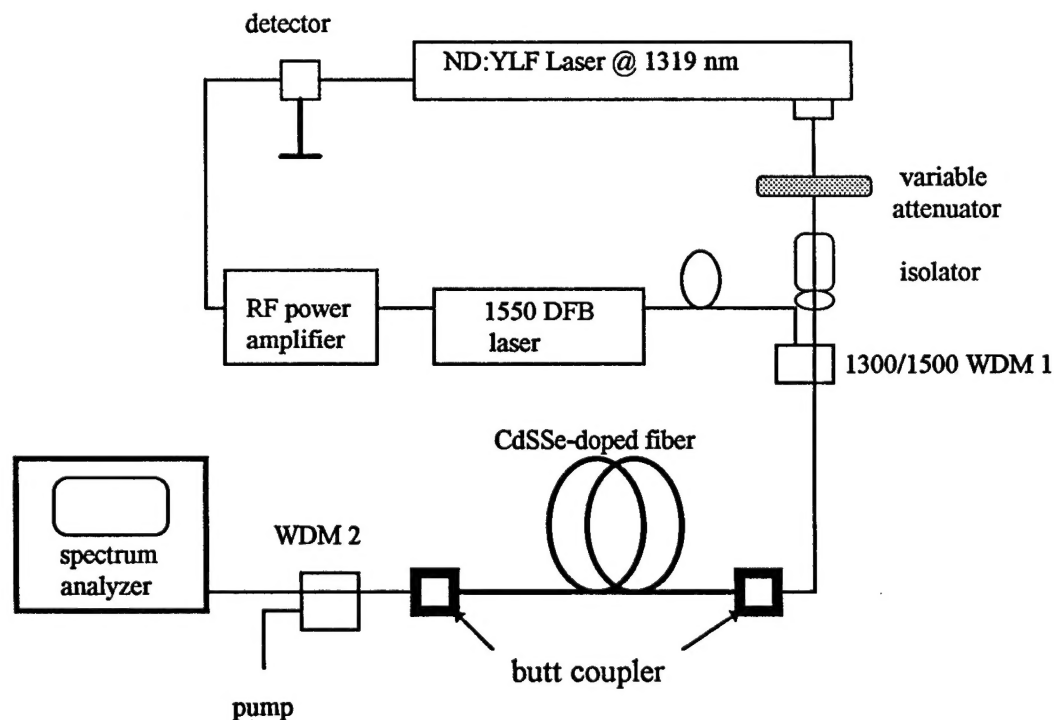 detector
ND:YLF Laser @ 1319 nm
variable
attenuator
isolator
RF power
amplifier
1550 DFB
laser
1300/1500 WDM 1
CdSSe-doped fiber
spectrum
analyzer
WDM 2
butt coupler
pump